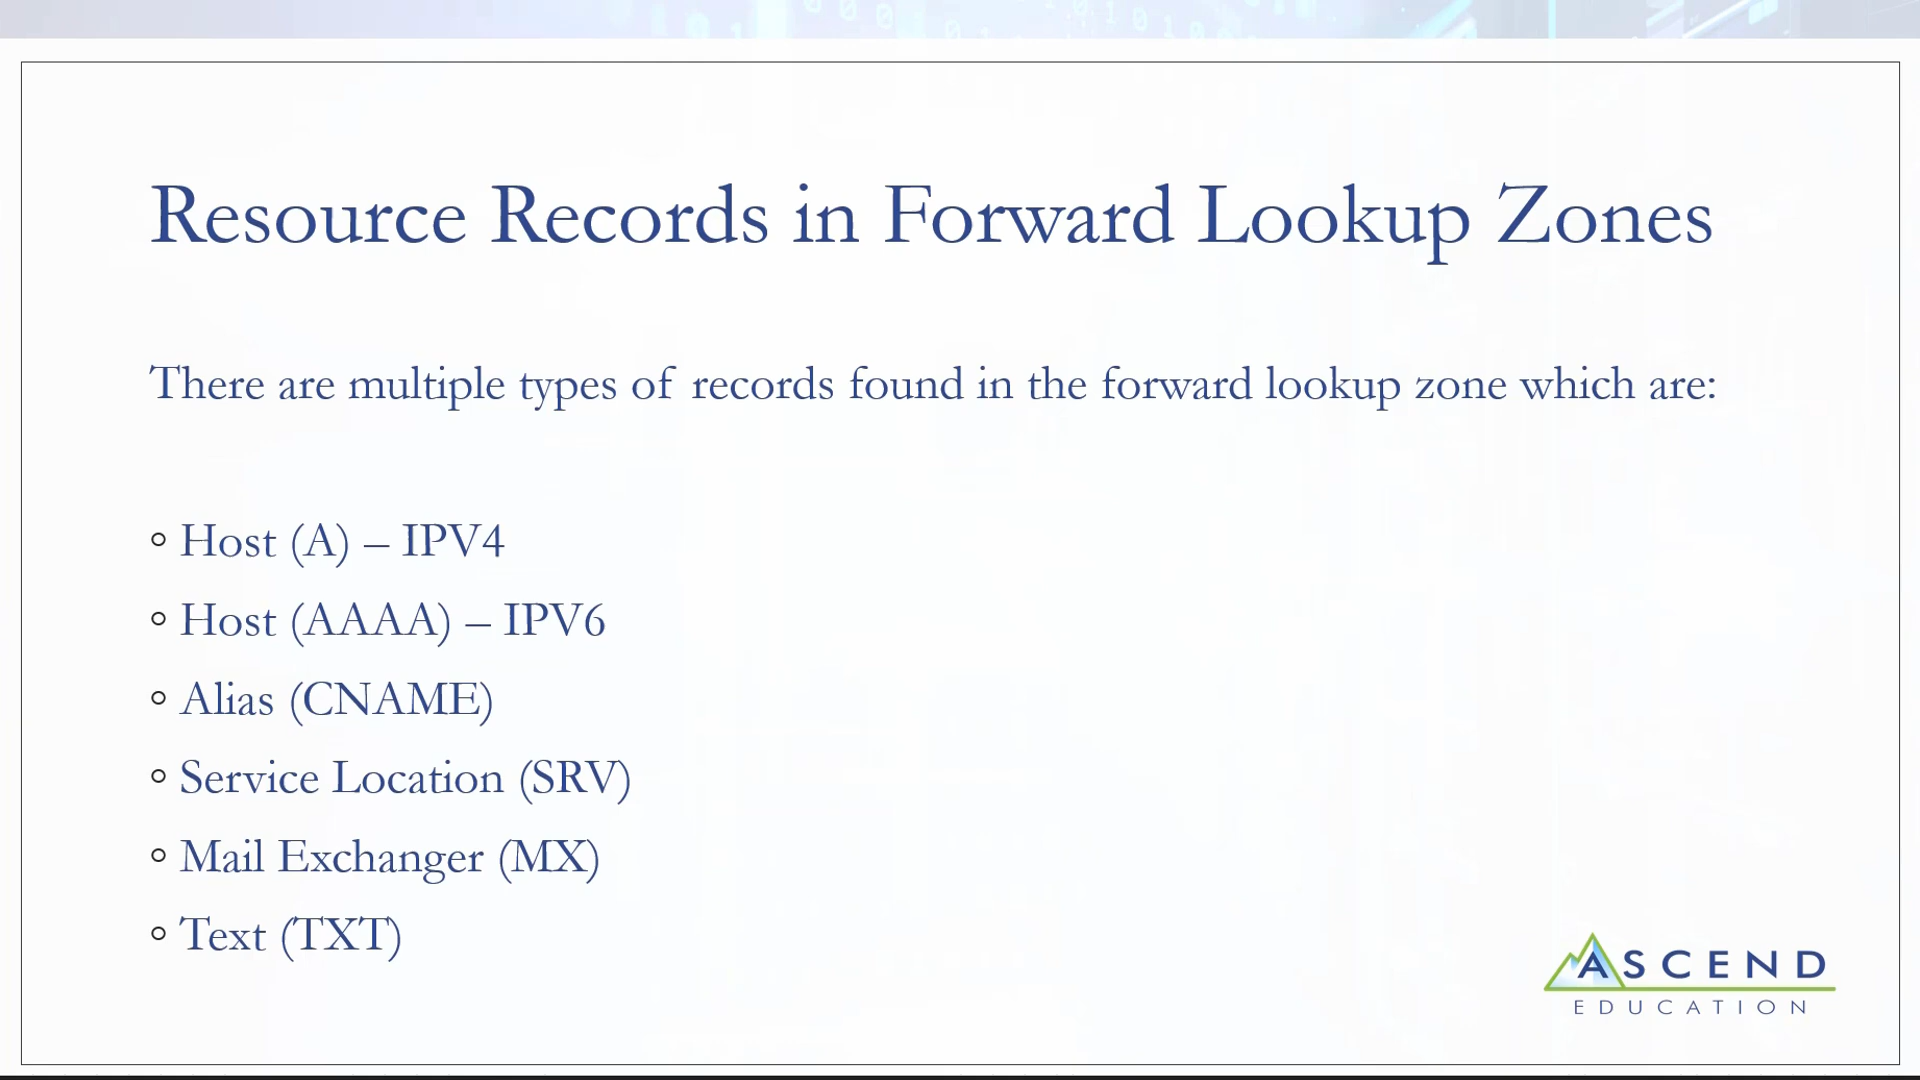 Resource Records in Forward Lookup Zones
There are multiple types of records found in the forward lookup zone which are:
Host (A) – IPV4
Host (AAAA) – IPV6
Alias (CNAME)
Service Location (SRV)
Mail Exchanger (MX)
Text (TXT)
ASCEND
EDUCATION